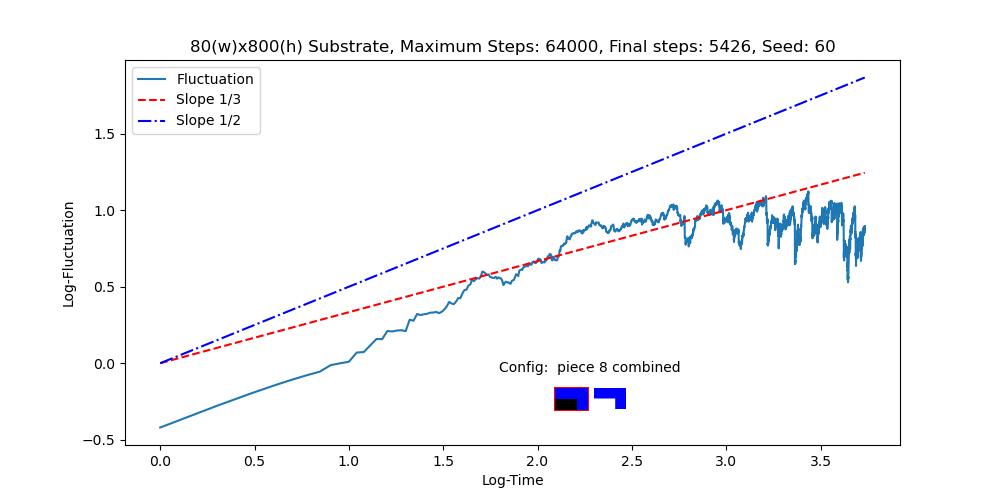 80(w)x800(h) Substrate, Maximum Steps: 64000, Final steps: 5426, Seed: 60
Fluctuation
Slope 1/3
Slope 1/2
1.5
1.0
0.5
0.0
−0.5
Log-Fluctuation
Config:  piece 8 combined
0.0 0.5 1.0 1.5 2.0 2.5 3.0 3.5
Log-Time